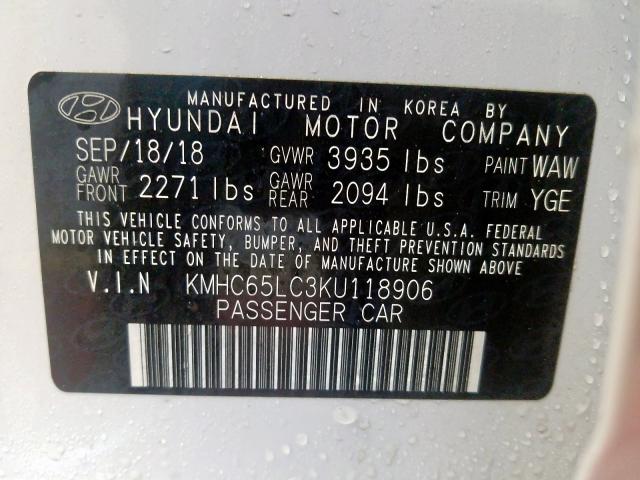 MANUFACTURED IN KOREA BY
HYUNDAI MOTOR COMPANY
SEP/18/18 GVWR 3935 lbs PAINT WAW
GAWR FRONT 2271 lbs GAWR REAR 2094 lbs TRIM YGE
THIS VEHICLE CONFORMS TO ALL APPLICABLE U.S.A. FEDERAL
MOTOR VEHICLE SAFETY, BUMPER, AND THEFT PREVENTION STANDARDS
IN EFFECT ON THE DATE OF MANUFACTURE SHOWN ABOVE.
V.I.N KMHC65LC3KU118906
PASSENGER CAR